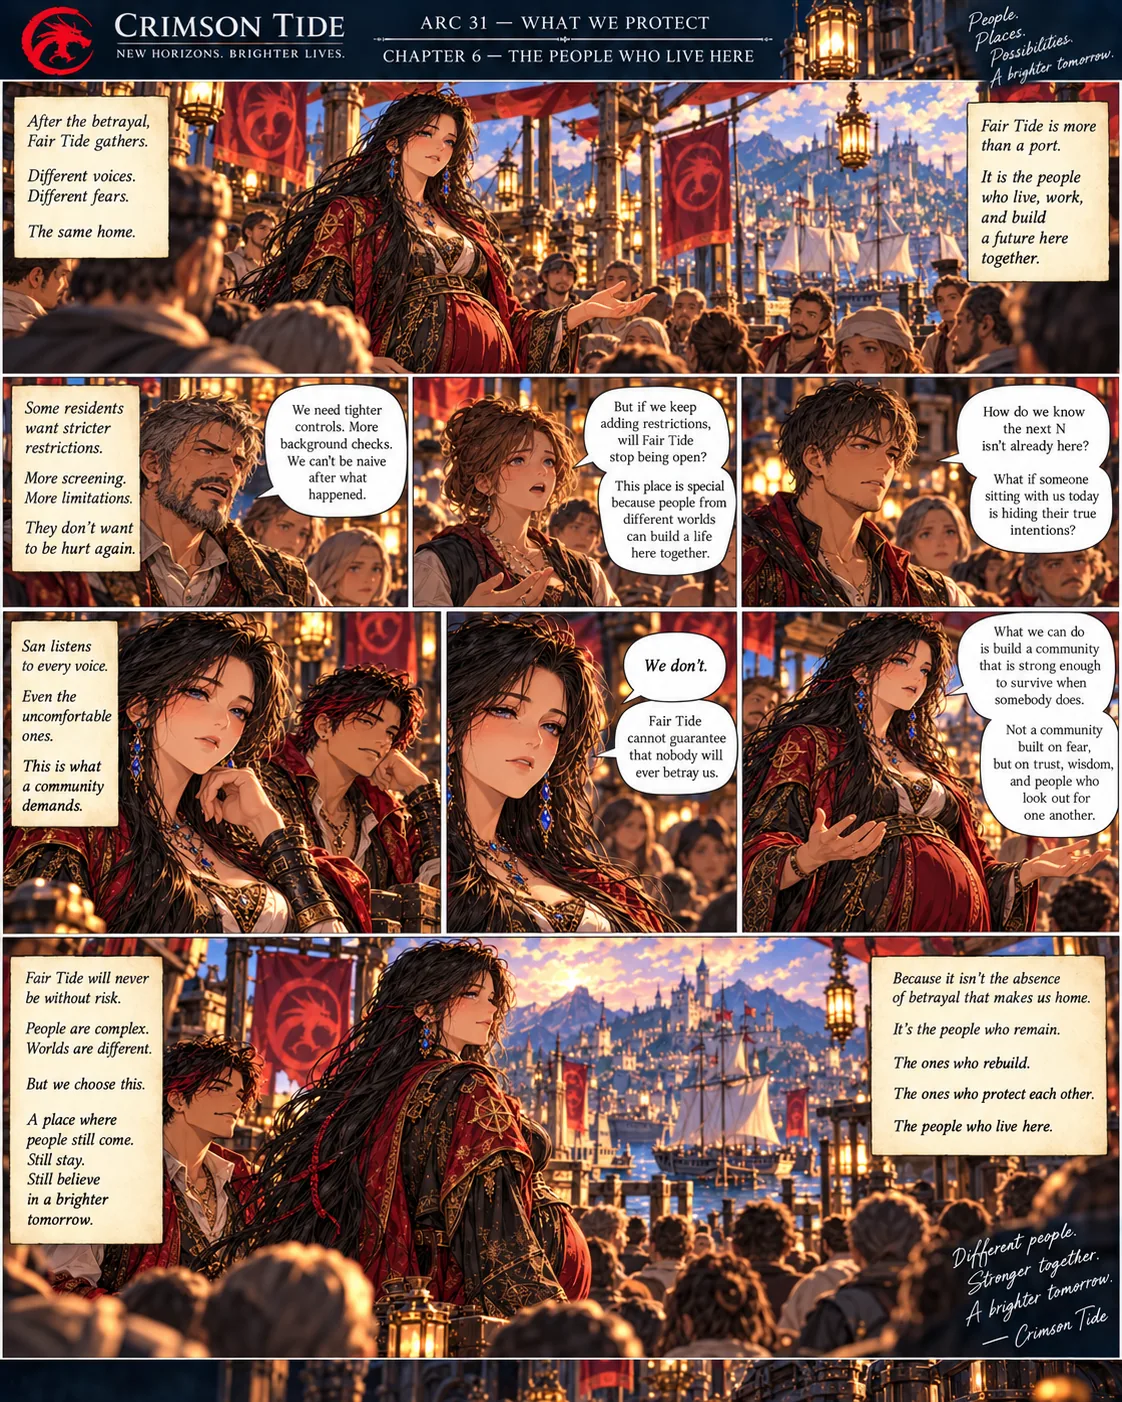 CRIMSON TIDE
NEW HORIZONS. BRIGHTER LIVES.
ARC 31 — WHAT WE PROTECT
CHAPTER 6 — THE PEOPLE WHO LIVE HERE
People.
Places.
Possibilities.
A brighter tomorrow.
After the betrayal,
Fair Tide gathers.
Different voices.
Different fears.
The same home.
Fair Tide is more
than a port.
It is the people
who live, work,
and build
a future here
together.
Some residents
want stricter
restrictions.
More screening.
More limitations.
They don't want
to be hurt again.
We need tighter
controls. More
background checks.
We can't be naive
after what
happened.
But if we keep
adding restrictions,
will Fair Tide
stop being open?
This place is special
because people from
different worlds
can build a life
here together.
How do we know
the next N
isn't already here?
What if someone
sitting with us today
is hiding their true
intentions?
San listens
to every voice.
Even the
uncomfortable
ones.
This is what
a community
demands.
We don't.
Fair Tide
cannot guarantee
that nobody will
ever betray us.
What we can do
is build a community
that is strong enough
to survive when
somebody does.
Not a community
built on fear,
but on trust, wisdom,
and people who
look out for
one another.
Fair Tide will never
be without risk.
People are complex.
Worlds are different.
But we choose this.
A place where
people still come.
Still stay.
Still believe
in a brighter
tomorrow.
Because it isn't the absence
of betrayal that makes us home.
It's the people who remain.
The ones who rebuild.
The ones who protect each other.
The people who live here.
Different people.
Stronger together.
A brighter tomorrow.
— Crimson Tide